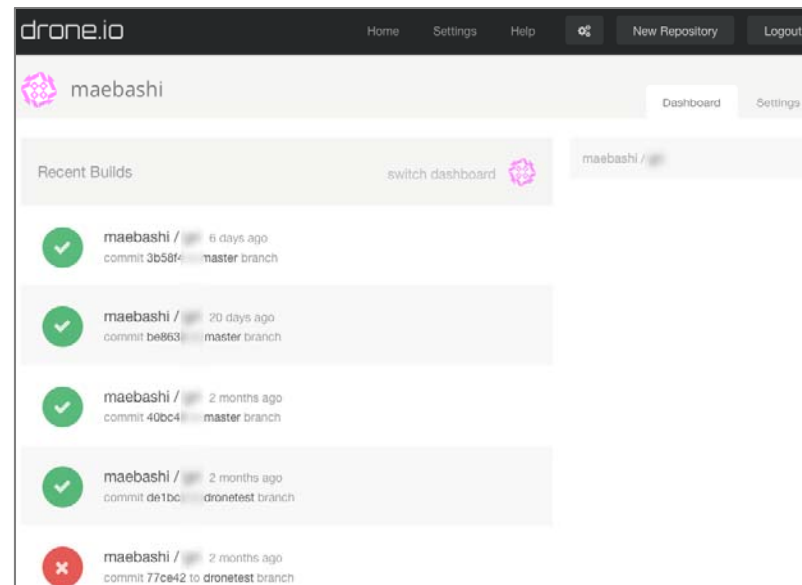 drone.io
Home Settings Help New Repository Logout
maebashi
Dashboard Settings
Recent Builds switch dashboard
maebashi /
maebashi / 6 days ago
commit 3b58f4 master branch
maebashi / 20 days ago
commit be863 master branch
maebashi / 2 months ago
commit 40bc4 master branch
maebashi / 2 months ago
commit de1bc dronetest branch
maebashi / 2 months ago
commit 77ce42 to dronetest branch